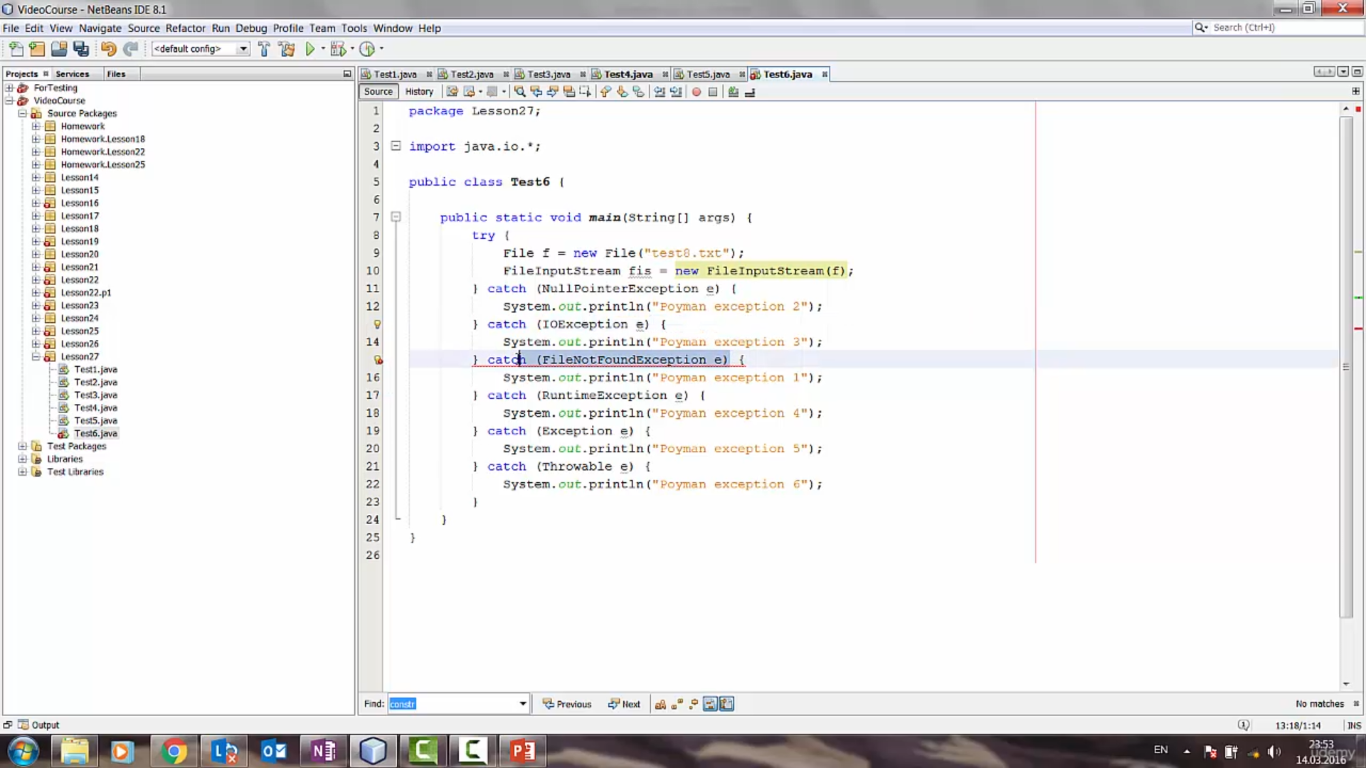 VideoCourse - NetBeans IDE 8.1
File Edit View Navigate Source Refactor Run Debug Profile Team Tools Window Help
Search (Ctrl+I)
<default config>
Projects Services Files
Test1.java Test2.java Test3.java Test4.java Test5.java Test6.java
Source History
ForTesting
VideoCourse
Source Packages
Homework
Homework.Lesson18
Homework.Lesson22
Homework.Lesson25
Lesson14
Lesson15
Lesson16
Lesson17
Lesson18
Lesson19
Lesson20
Lesson21
Lesson22
Lesson22.p1
Lesson23
Lesson24
Lesson25
Lesson26
Lesson27
Test1.java
Test2.java
Test3.java
Test4.java
Test5.java
Test6.java
Test Packages
Libraries
Test Libraries
1 package Lesson27;
2
3 import java.io.*;
4
5 public class Test6 {
6
7 public static void main(String[] args) {
8 try {
9 File f = new File("test8.txt");
10 FileInputStream fis = new FileInputStream(f);
11 } catch (NullPointerException e) {
12 System.out.println("Poyman exception 2");
} catch (IOException e) {
14 System.out.println("Poyman exception 3");
} catch (FileNotFoundException e) {
16 System.out.println("Poyman exception 1");
17 } catch (RuntimeException e) {
18 System.out.println("Poyman exception 4");
19 } catch (Exception e) {
20 System.out.println("Poyman exception 5");
21 } catch (Throwable e) {
22 System.out.println("Poyman exception 6");
23 }
24 }
25 }
26
Find: constr Previous Next No matches
Output 13:18/1:14 INS
EN 23:53
14.03.2016
udemy